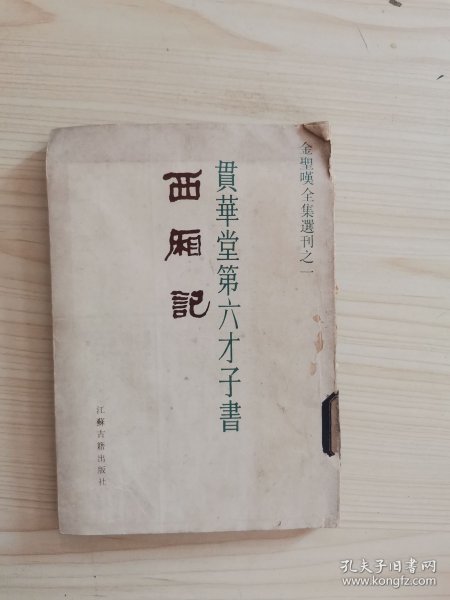 金聖嘆全集選刊之一
貫華堂第六才子書
西廂記
江蘇古籍出版社
孔夫子旧书网
www.kongfz.com